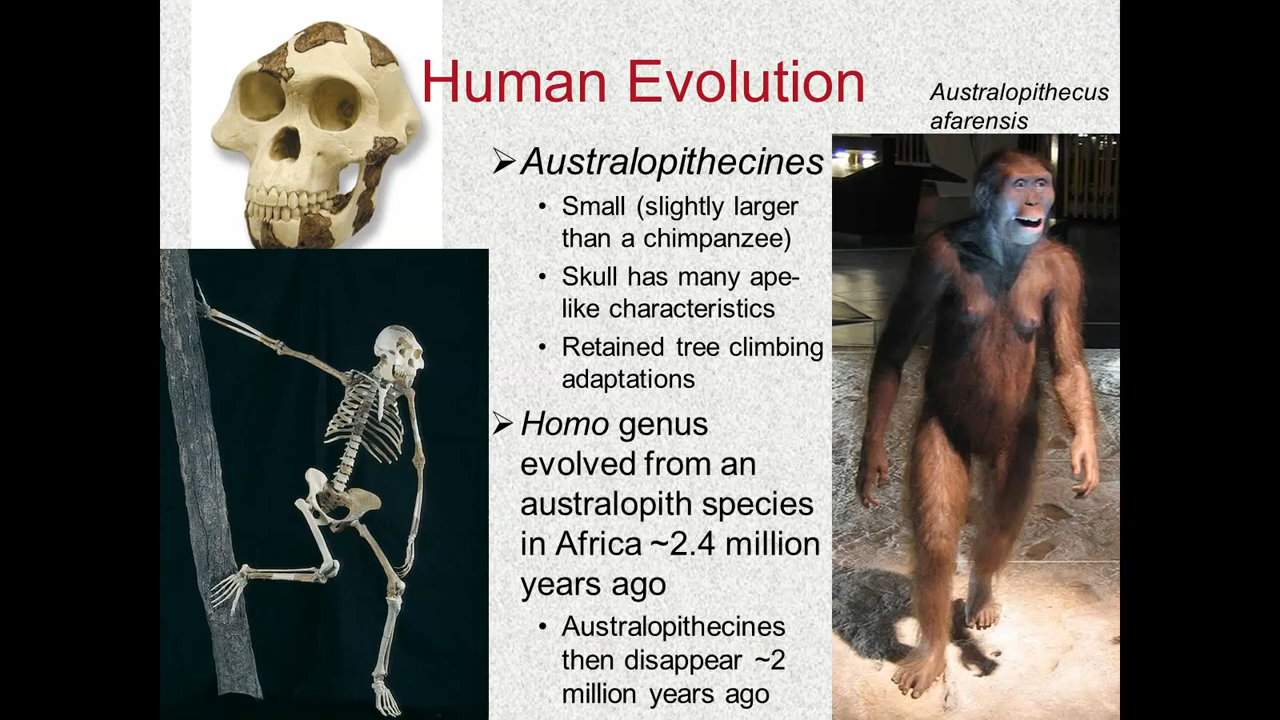 Human Evolution
Australopithecus
afarensis
➢Australopithecines
• Small (slightly larger
than a chimpanzee)
• Skull has many ape-
like characteristics
• Retained tree climbing
adaptations
➢Homo genus
evolved from an
australopith species
in Africa ~2.4 million
years ago
• Australopithecines
then disappear ~2
million years ago